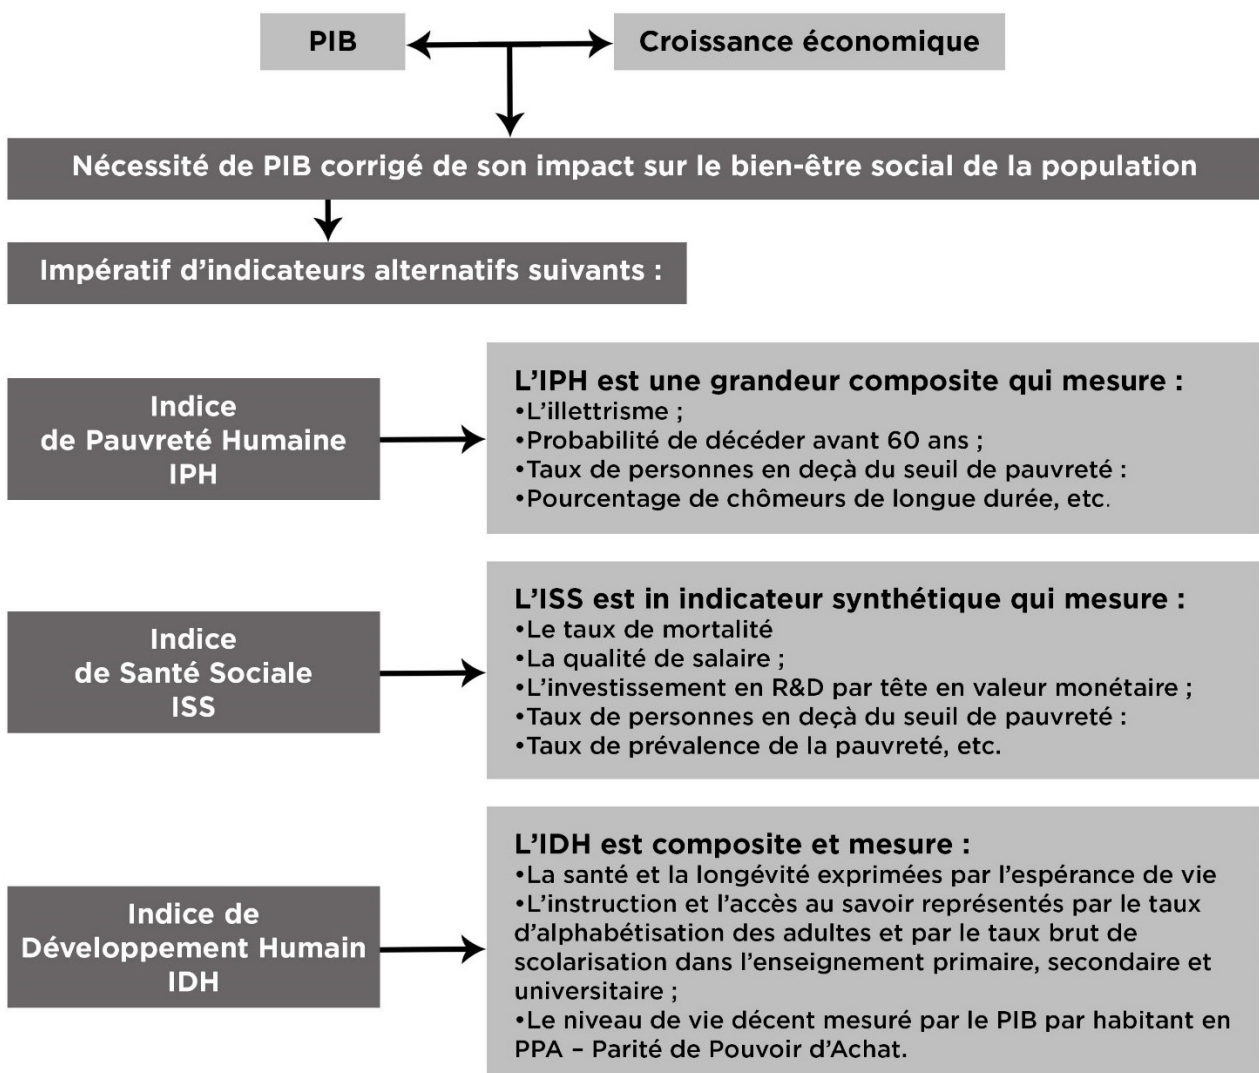 PIB
Croissance économique
Nécessité de PIB corrigé de son impact sur le bien-être social de la population
Impératif d'indicateurs alternatifs suivants :
Indice
de Pauvreté Humaine
IPH
L'IPH est une grandeur composite qui mesure :
•L'illettrisme ;
•Probabilité de décéder avant 60 ans ;
•Taux de personnes en deçà du seuil de pauvreté :
•Pourcentage de chômeurs de longue durée, etc.
Indice
de Santé Sociale
ISS
L'ISS est in indicateur synthétique qui mesure :
•Le taux de mortalité
•La qualité de salaire ;
•L'investissement en R&D par tête en valeur monétaire ;
•Taux de personnes en deçà du seuil de pauvreté :
•Taux de prévalence de la pauvreté, etc.
Indice de
Développement Humain
IDH
L'IDH est composite et mesure :
•La santé et la longévité exprimées par l'espérance de vie
•L'instruction et l'accès au savoir représentés par le taux
d'alphabétisation des adultes et par le taux brut de
scolarisation dans l'enseignement primaire, secondaire et
universitaire ;
•Le niveau de vie décent mesuré par le PIB par habitant en
PPA – Parité de Pouvoir d'Achat.